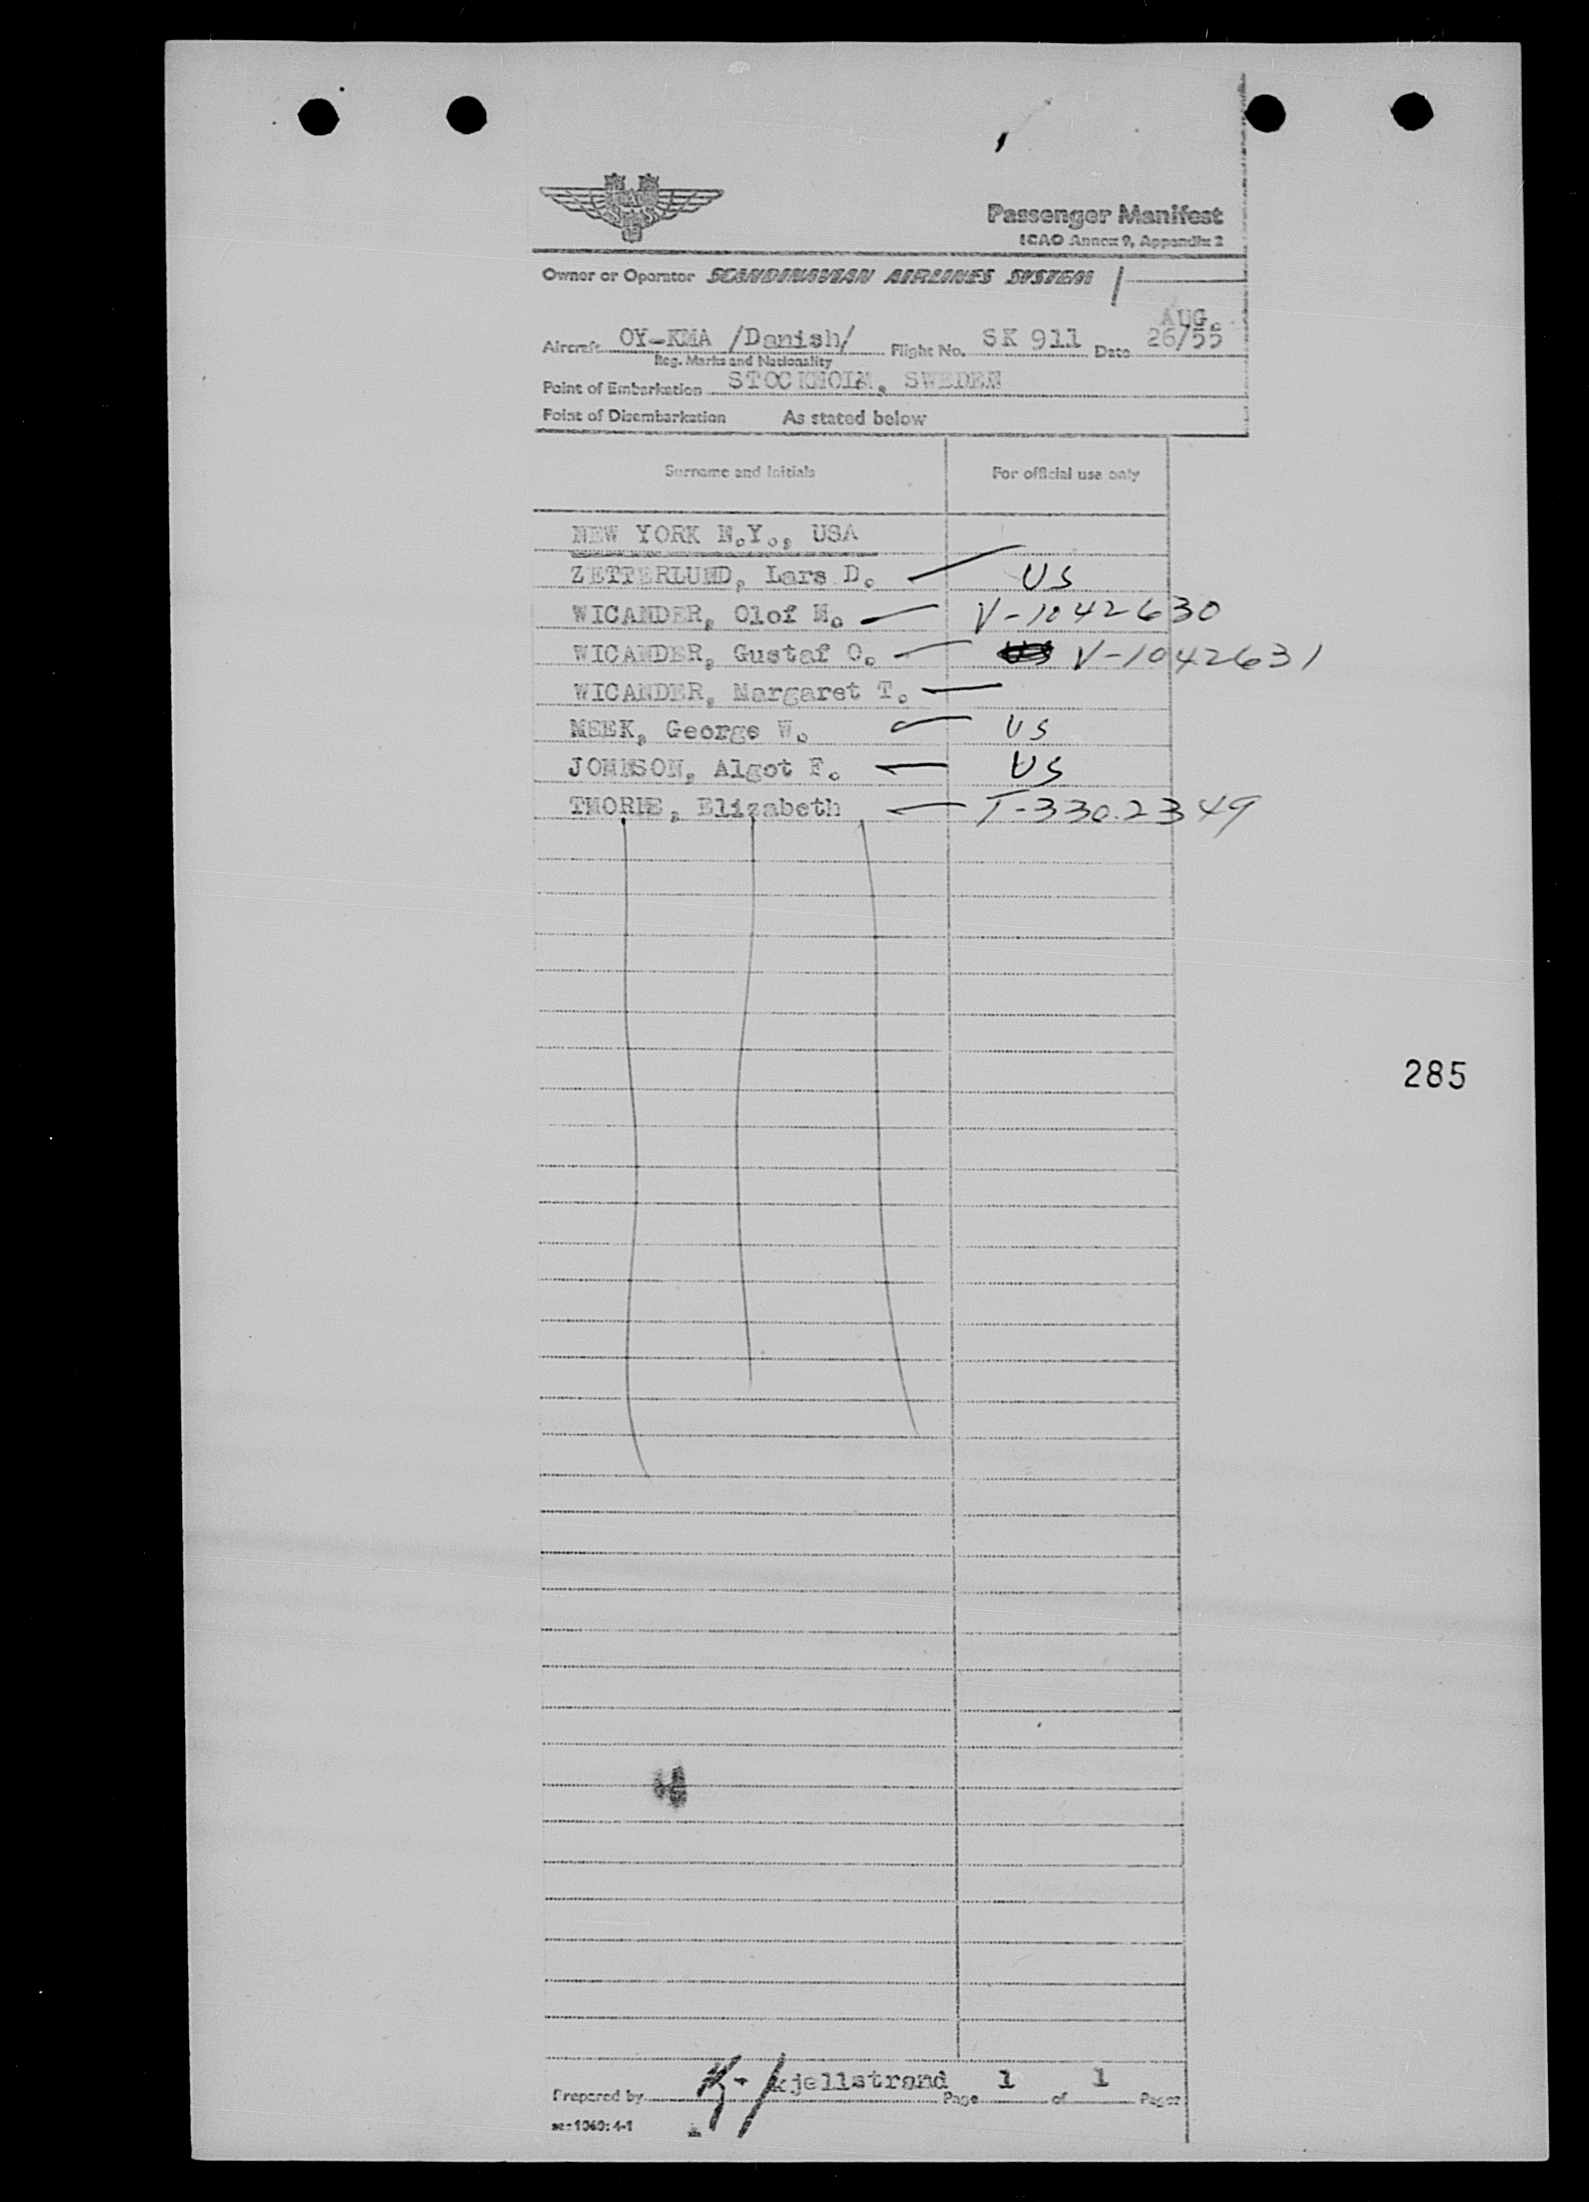 SAS
Passenger Manifest
ICAO Annex 9, Appendix 2
Owner or Operator SCANDINAVIAN AIRLINES SYSTEM
AUG.
Aircraft OY-KMA /Danish/ Flight No. SK 911 Date 26/55
Reg. Marks and Nationality
Point of Embarkation STOCKHOLM, SWEDEN
Point of Disembarkation As stated below
Surname and Initials For official use only
NEW YORK N.Y., USA
ZETTERLUND, Lars D. US
WICANDER, Olof H. V-1042630
WICANDER, Gustaf O. US V-1042631
WICANDER, Margaret T.
MEEK, George W. US
JOHNSON, Algot F. US
THORNE, Elizabeth T-3302349
285
Prepared by kjellstrand Page 1 of 1 Pages